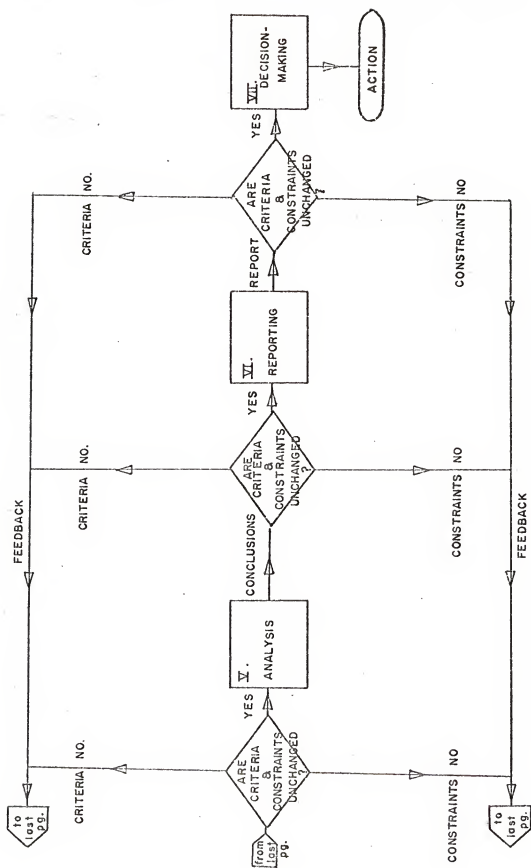 to
last
pg.
FEEDBACK
CRITERIA NO.
CRITERIA NO.
CRITERIA NO.
from
last
pg.
ARE
CRITERIA
&
CONSTRAINTS
UNCHANGED
?
YES
V.
ANALYSIS
CONCLUSIONS
ARE
CRITERIA
&
CONSTRAINTS
UNCHANGED
?
YES
VI.
REPORTING
REPORT
ARE
CRITERIA
&
CONSTRAINTS
UNCHANGED
?
YES
VII.
DECISION-
MAKING
ACTION
CONSTRAINTS NO
CONSTRAINTS NO
CONSTRAINTS NO
to
last
pg.
FEEDBACK